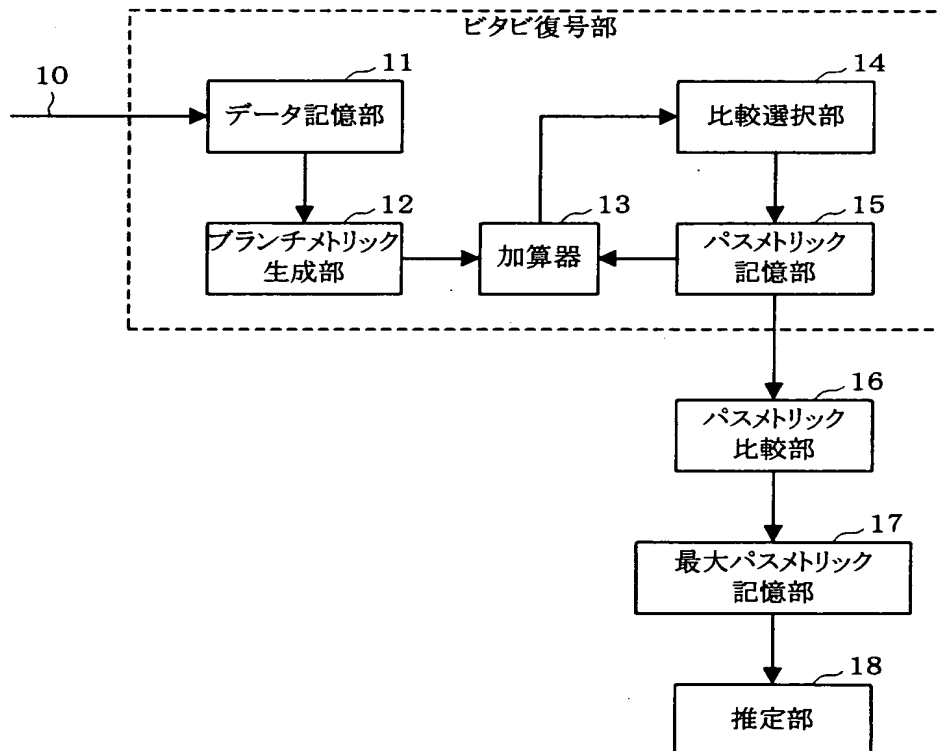 ビタビ復号部
10
11
データ記憶部
14
比較選択部
12
ブランチメトリック
生成部
13
加算器
15
パスメトリック
記憶部
16
パスメトリック
比較部
17
最大パスメトリック
記憶部
18
推定部